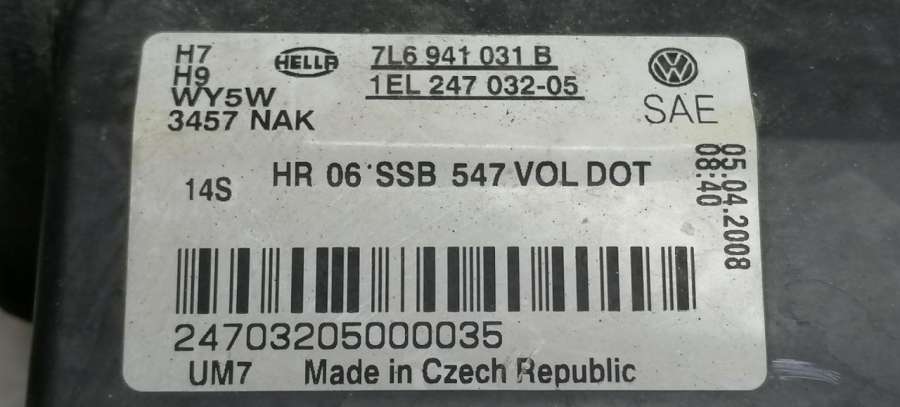 H7
HELLA
7L6 941 031 B
H9
1EL 247 032-05
WY5W
SAE
3457 NAK
05.04.2008
08:40
HR 06 SSB 547 VOL DOT
14S
24703205000035
UM7 Made in Czech Republic